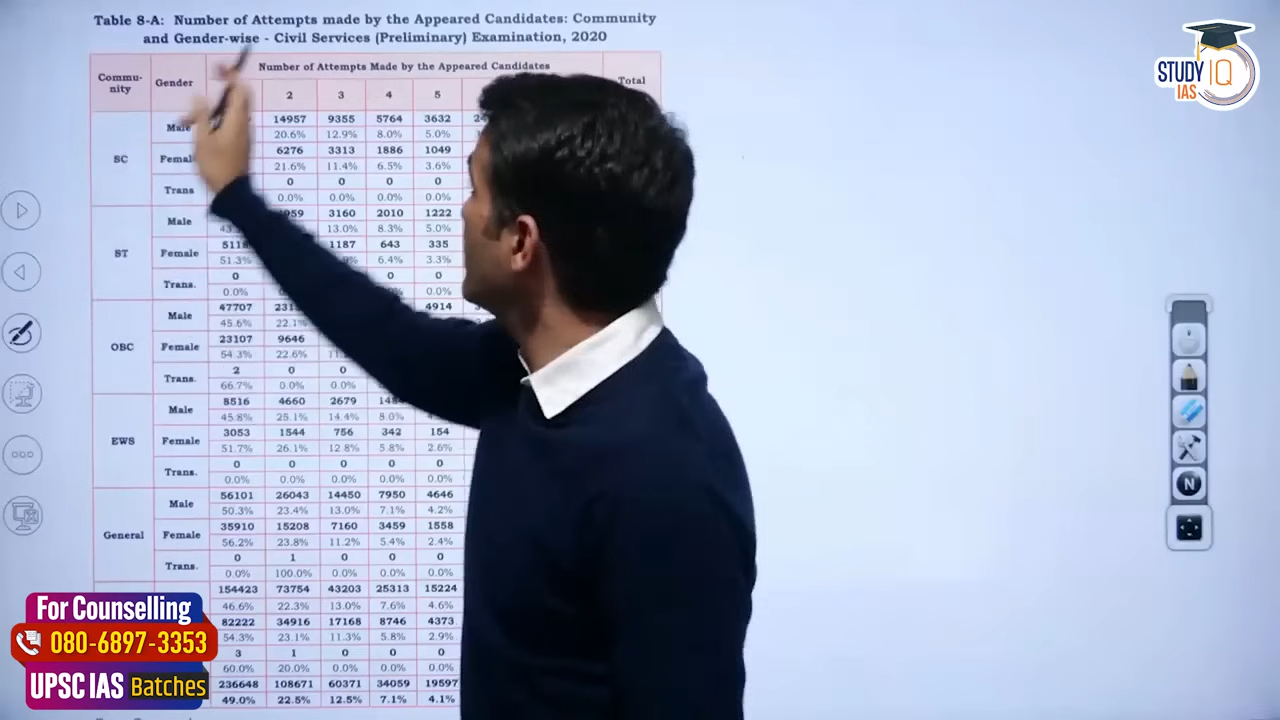 Table 8-A: Number of Attempts made by the Appeared Candidates: Community
and Gender-wise - Civil Services (Preliminary) Examination, 2020
Commu-
nity
Gender
Number of Attempts Made by the Appeared Candidates
Total
2 3 4 5
SC
Male
14957 9355 5764 3632
20.6% 12.9% 8.0% 5.0%
6276 3313 1886 1049
21.6% 11.4% 6.5% 3.6%
Trans
0 0 0 0
0.0% 0.0% 0.0% 0.0%
ST
Male
3160 2010 1222
13.0% 8.3% 5.0%
Female
1187 643 335
51.3% 6.4% 3.3%
Trans.
0 0 0
0.0% 0.0%
OBC
Male
47707 4914
45.6%
Female
23107 9646
54.3% 22.6%
Trans.
2 0 0
66.7% 0.0% 0.0%
EWS
Male
8516 4660 2679
45.8% 25.1% 14.4% 8.0%
Female
3053 1544 756 342 154
51.7% 26.1% 12.8% 5.8% 2.6%
Trans.
0 0 0 0 0
0.0% 0.0% 0.0% 0.0% 0.0%
General
Male
56101 26043 14450 7950 4646
50.3% 23.4% 13.0% 7.1% 4.2%
Female
35910 15208 7160 3459 1558
56.2% 23.8% 11.2% 5.4% 2.4%
Trans.
0 1 0 0 0
0.0% 100.0% 0.0% 0.0% 0.0%
154423 73754 43203 25313 15224
46.6% 22.3% 13.0% 7.6% 4.6%
82222 34916 17168 8746 4373
54.3% 23.1% 11.3% 5.8% 2.9%
3 1 0 0 0
60.0% 20.0% 0.0% 0.0% 0.0%
236648 108671 60371 34059 19597
49.0% 22.5% 12.5% 7.1% 4.1%
STUDY IQ
IAS
N
For Counselling
080-6897-3353
UPSC IAS Batches